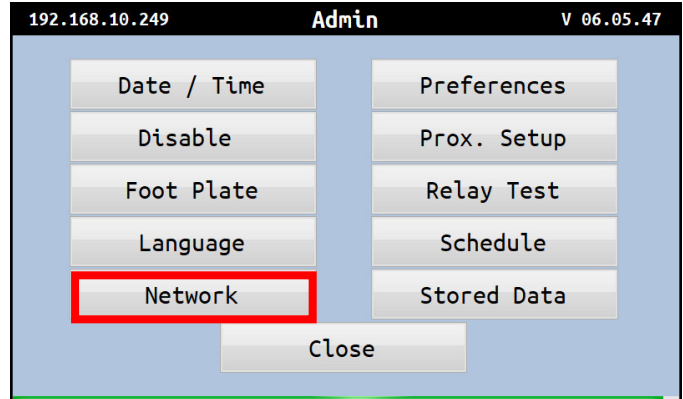 192.168.10.249 Admin V 06.05.47
Date / Time Preferences
Disable Prox. Setup
Foot Plate Relay Test
Language Schedule
Network Stored Data
Close